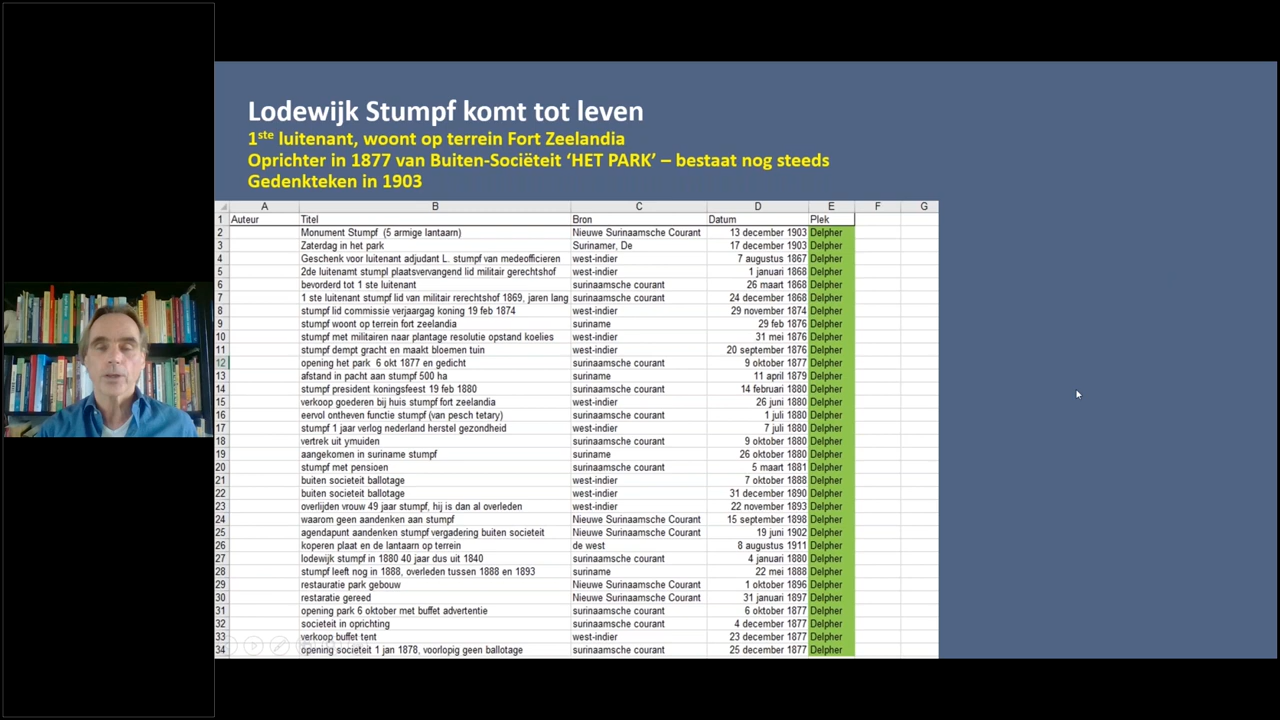 Lodewijk Stumpf komt tot leven
1ste luitenant, woont op terrein Fort Zeelandia
Oprichter in 1877 van Buiten-Sociëteit ‘HET PARK’ – bestaat nog steeds
Gedenkteken in 1903
A B C D E F G
1 Auteur Titel Bron Datum Plek
2 Monument Stumpf (5 armige lantaarn) Nieuwe Surinaamsche Courant 13 december 1903 Delpher
3 Zaterdag in het park Surinamer, De 17 december 1903 Delpher
4 Geschenk voor luitenant adjudant L. stumpf van medeofficieren west-indier 7 augustus 1867 Delpher
5 2de luitenamt stumpl plaatsvervangend lid militair gerechtshof west-indier 1 januari 1868 Delpher
6 bevorderd tot 1 ste luitenant surinaamsche courant 26 maart 1868 Delpher
7 1 ste luitenant stumpf lid van militair rerechtshof 1869, jaren lang surinaamsche courant 24 december 1868 Delpher
8 stumpf lid commissie verjaargag koning 19 feb 1874 west-indier 29 november 1874 Delpher
9 stumpf woont op terrein fort zeelandia suriname 29 feb 1876 Delpher
10 stumpf met militairen naar plantage resolutie opstand koelies west-indier 31 mei 1876 Delpher
11 stumpf dempt gracht en maakt bloemen tuin west-indier 20 september 1876 Delpher
12 opening het park 6 okt 1877 en gedicht surinaamsche courant 9 oktober 1877 Delpher
13 afstand in pacht aan stumpf 500 ha suriname 11 april 1879 Delpher
14 stumpf president koningsfeest 19 feb 1880 surinaamsche courant 14 februari 1880 Delpher
15 verkoop goederen bij huis stumpf fort zeelandia west-indier 26 juni 1880 Delpher
16 eervol ontheven functie stumpf (van pesch tetary) surinaamsche courant 1 juli 1880 Delpher
17 stumpf 1 jaar verlog nederland herstel gezondheid west-indier 7 juli 1880 Delpher
18 vertrek uit ymuiden surinaamsche courant 9 oktober 1880 Delpher
19 aangekomen in suriname stumpf suriname 26 oktober 1880 Delpher
20 stumpf met pensioen surinaamsche courant 5 maart 1881 Delpher
21 buiten societeit ballotage west-indier 7 oktober 1888 Delpher
22 buiten societeit ballotage west-indier 31 december 1890 Delpher
23 overlijden vrouw 49 jaar stumpf, hij is dan al overleden west-indier 22 november 1893 Delpher
24 waarom geen aandenken aan stumpf Nieuwe Surinaamsche Courant 15 september 1898 Delpher
25 agendapunt aandenken stumpf vergadering buiten societeit Nieuwe Surinaamsche Courant 19 juni 1902 Delpher
26 koperen plaat en de lantaarn op terrein de west 8 augustus 1911 Delpher
27 lodewijk stumpf in 1880 40 jaar dus uit 1840 surinaamsche courant 4 januari 1880 Delpher
28 stumpf leeft nog in 1888, overleden tussen 1888 en 1893 suriname 22 mei 1888 Delpher
29 restauratie park gebouw Nieuwe Surinaamsche Courant 1 oktober 1896 Delpher
30 restaratie gereed Nieuwe Surinaamsche Courant 31 januari 1897 Delpher
31 opening park 6 oktober met buffet advertentie surinaamsche courant 6 oktober 1877 Delpher
32 societeit in oprichting surinaamsche courant 4 december 1877 Delpher
33 verkoop buffet tent west-indier 23 december 1877 Delpher
34 opening societeit 1 jan 1878, voorlopig geen ballotage surinaamsche courant 25 december 1877 Delpher